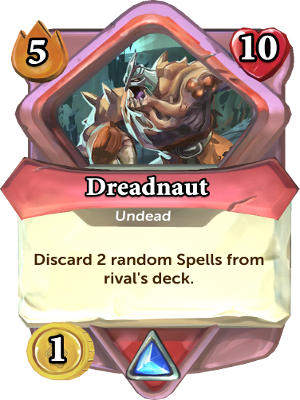 5
10
Dreadnaut
Undead
Discard 2 random Spells from
rival's deck.
1